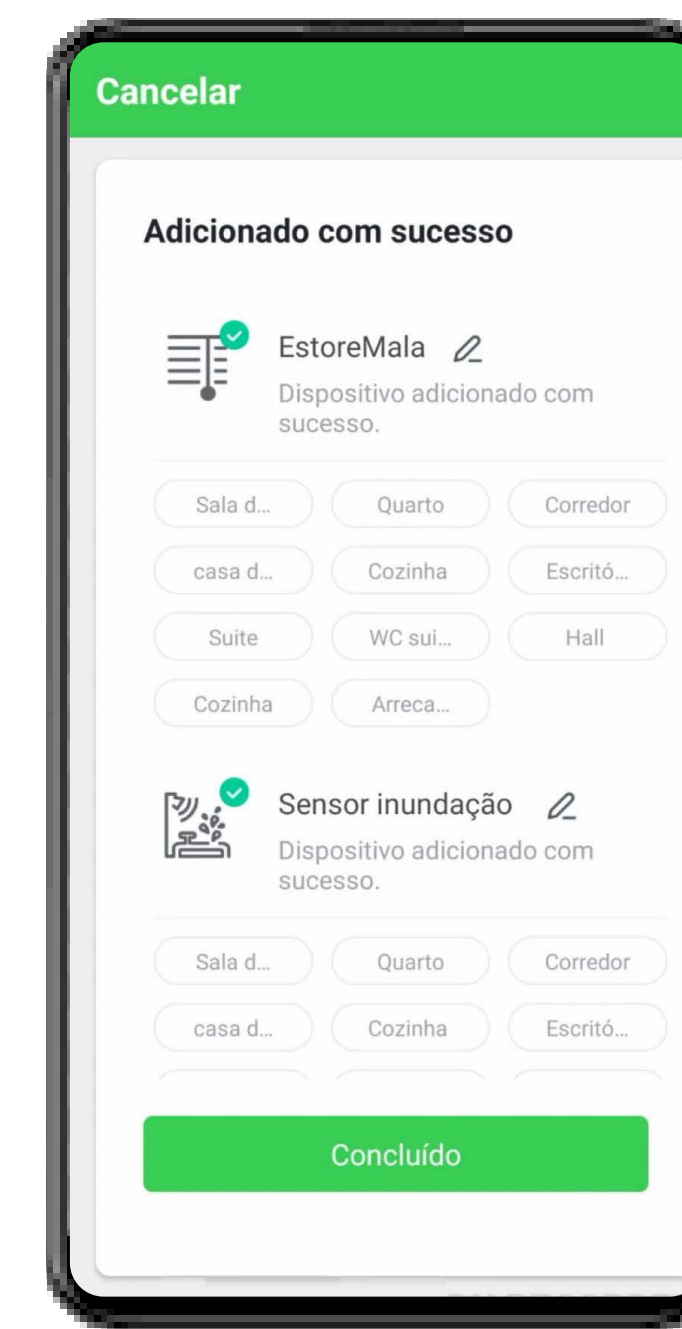 Cancelar
Adicionado com sucesso
EstoreMala
Dispositivo adicionado com
sucesso.
Sala d... Quarto Corredor
casa d... Cozinha Escritó...
Suite WC sui... Hall
Cozinha Arreca...
Sensor inundação
Dispositivo adicionado com
sucesso.
Sala d... Quarto Corredor
casa d... Cozinha Escritó...
Concluído